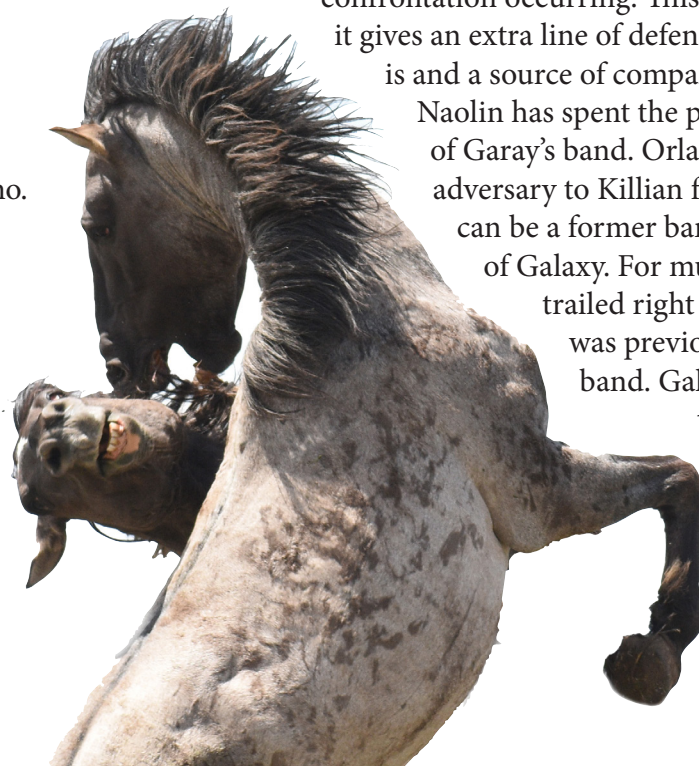 confrontation occurring. This
it gives an extra line of defen
is and a source of compa
Naolin has spent the p
of Garay’s band. Orla
no.
adversary to Killian f
can be a former bar
of Galaxy. For mu
trailed right
was previo
band. Gal